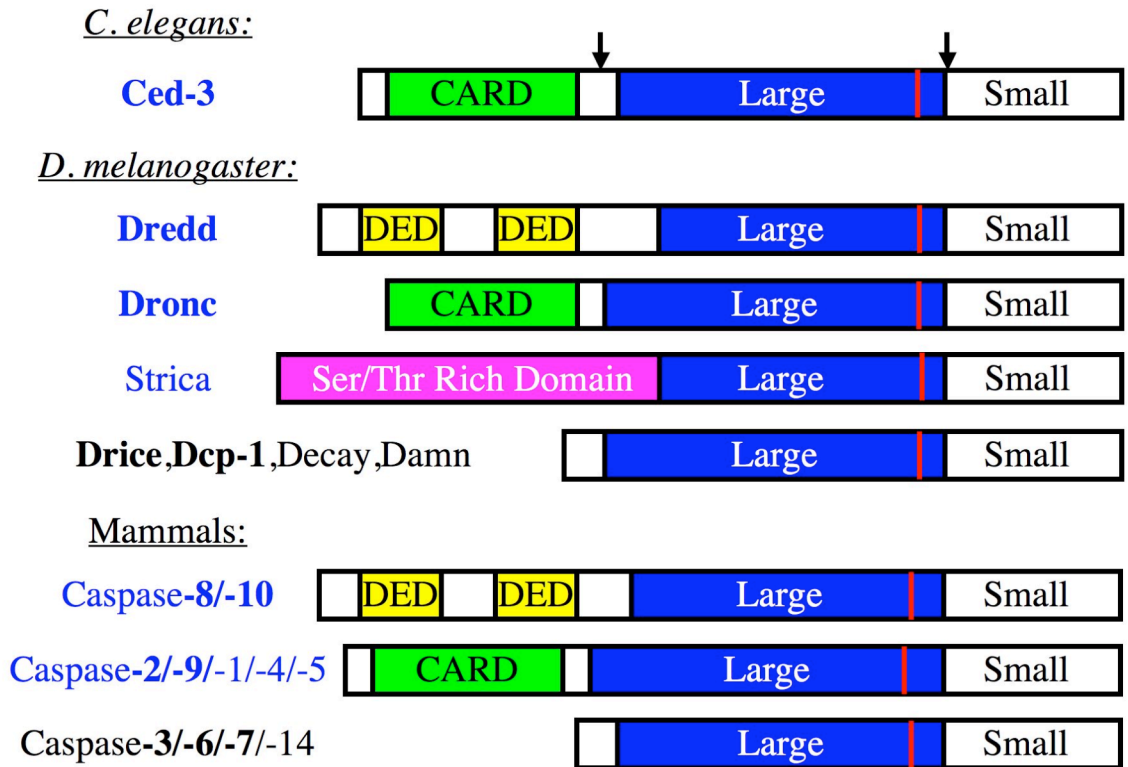 C. elegans:
Ced-3 CARD Large Small
D. melanogaster:
Dredd DED DED Large Small
Dronc CARD Large Small
Strica Ser/Thr Rich Domain Large Small
Drice,Dcp-1,Decay,Damn Large Small
Mammals:
Caspase-8/-10 DED DED Large Small
Caspase-2/-9/-1/-4/-5 CARD Large Small
Caspase-3/-6/-7/-14 Large Small